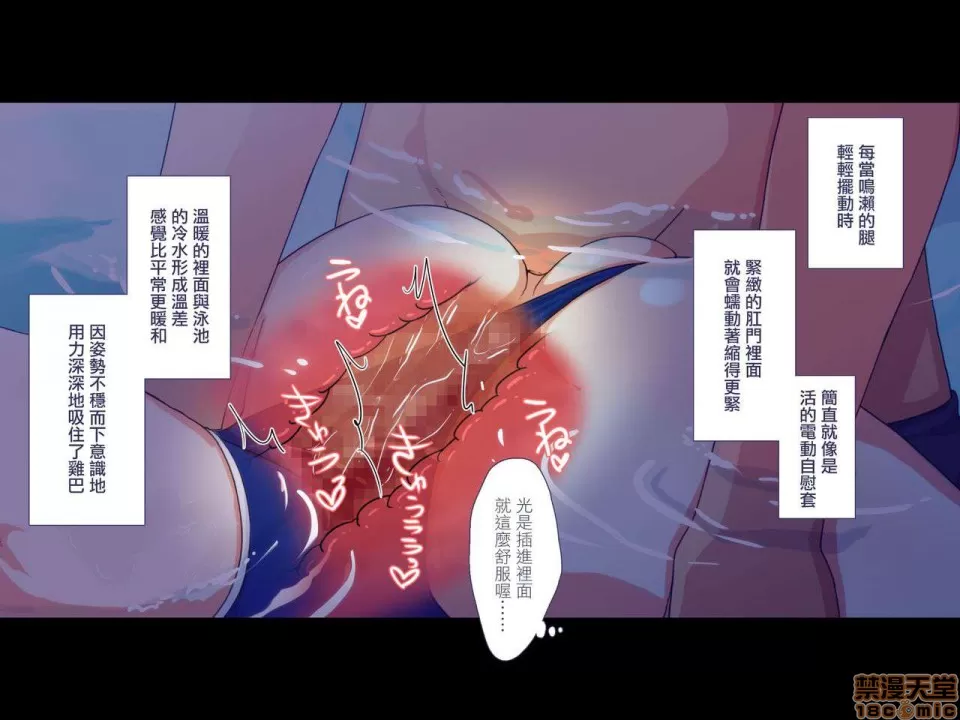 每當鳴瀨的腿
輕輕擺動時
緊緻的肛門裡面
就會蠕動著縮得更緊
簡直就像是
活的電動自慰套
光是插進裡面
就這麼舒服喔……
溫暖的裡面與泳池
的冷水形成溫差
感覺比平常更暖和
因姿勢不穩而下意識地
用力深深地吸住了雞巴
うね
うね
きゅうっ
禁漫天堂
18comic